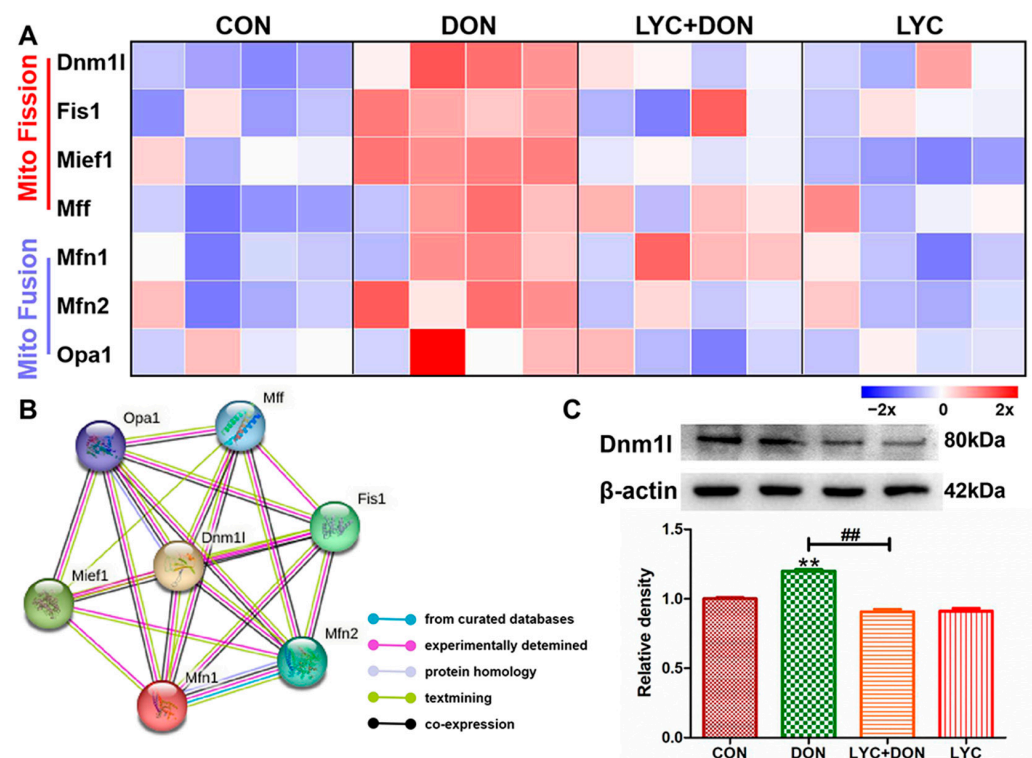 A
CON DON LYC+DON LYC
Mito Fission
Dnm1l
Fis1
Mief1
Mff
Mito Fusion
Mfn1
Mfn2
Opa1
−2x 0 2x
B
Opa1
Mff
Fis1
Dnm1l
Mief1
Mfn2
Mfn1
from curated databases
experimentally detemined
protein homology
textmining
co-expression
C
Dnm1l 80kDa
β-actin 42kDa
Relative density
1.5
1.0
0.5
0.0
**
##
CON DON LYC+DON LYC